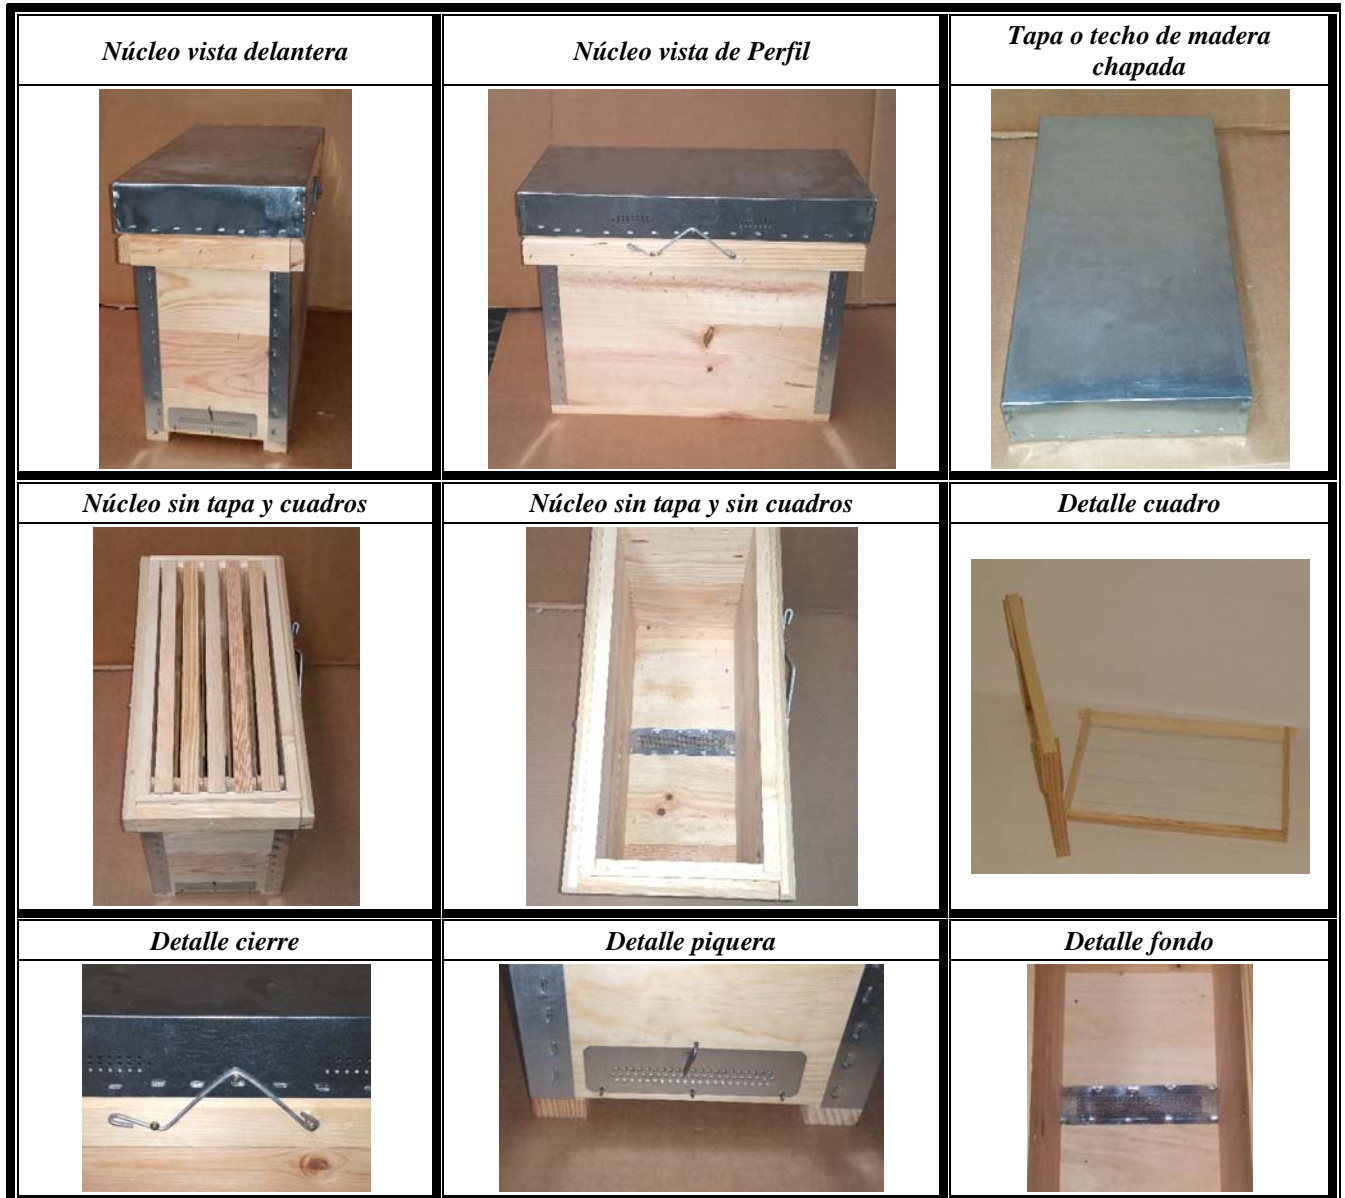 Núcleo vista delantera
Núcleo vista de Perfil
Tapa o techo de madera
chapada
Núcleo sin tapa y cuadros
Núcleo sin tapa y sin cuadros
Detalle cuadro
Detalle cierre
Detalle piquera
Detalle fondo